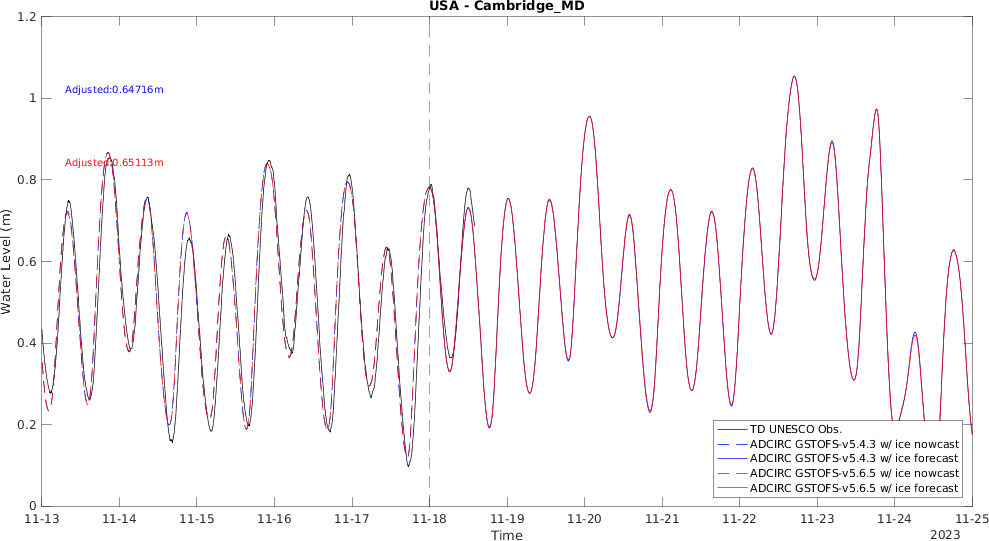 USA - Cambridge_MD
1.2
1
0.8
0.6
0.4
0.2
0
Water Level (m)
Adjusted:0.64716m
Adjusted:0.65113m
TD UNESCO Obs.
ADCIRC GSTOFS-v5.4.3 w/ ice nowcast
ADCIRC GSTOFS-v5.4.3 w/ ice forecast
ADCIRC GSTOFS-v5.6.5 w/ ice nowcast
ADCIRC GSTOFS-v5.6.5 w/ ice forecast
11-13 11-14 11-15 11-16 11-17 11-18 11-19 11-20 11-21 11-22 11-23 11-24 11-25
Time
2023